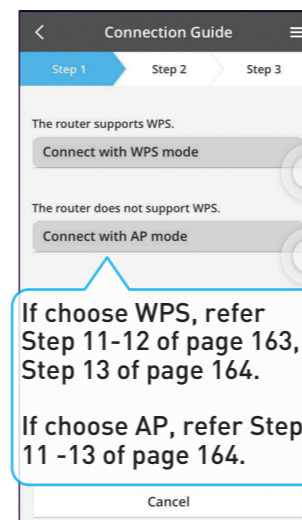 Connection Guide
Step 1 Step 2 Step 3
The router supports WPS.
Connect with WPS mode
The router does not support WPS.
Connect with AP mode
If choose WPS, refer
Step 11-12 of page 163,
Step 13 of page 164.
If choose AP, refer Step
11 -13 of page 164.
Cancel